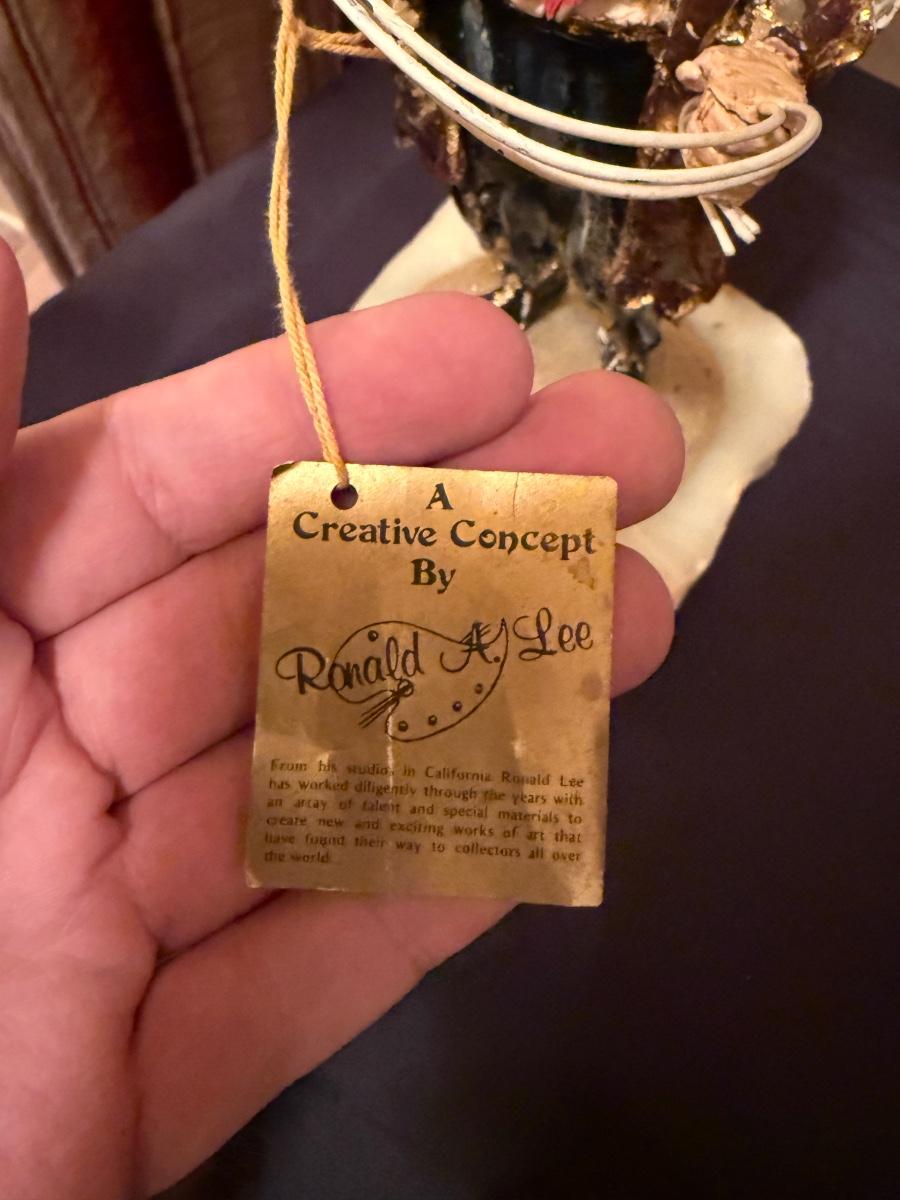 A
Creative Concept
By
Ronald A. Lee
From his studios in California Ronald Lee
has worked diligently through the years with
an array of talent and special materials to
create new and exciting works of art that
have found their way to collectors all over
the world.